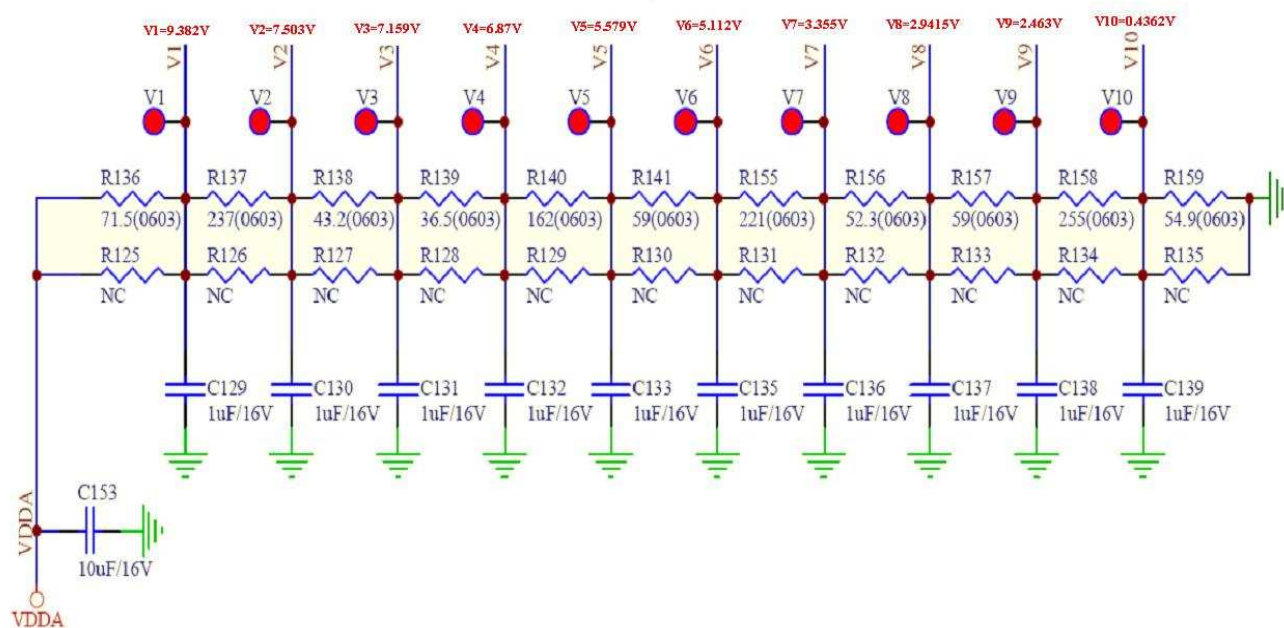 V1=9.382V V2=7.503V V3=7.159V V4=6.87V V5=5.579V V6=5.112V V7=3.355V V8=2.9415V V9=2.463V V10=0.4362V
V1 V2 V3 V4 V5 V6 V7 V8 V9 V10
V1 V2 V3 V4 V5 V6 V7 V8 V9 V10
R136 R137 R138 R139 R140 R141 R155 R156 R157 R158 R159
71.5(0603) 237(0603) 43.2(0603) 36.5(0603) 162(0603) 59(0603) 221(0603) 52.3(0603) 59(0603) 255(0603) 54.9(0603)
R125 R126 R127 R128 R129 R130 R131 R132 R133 R134 R135
NC NC NC NC NC NC NC NC NC NC NC
C129 C130 C131 C132 C133 C135 C136 C137 C138 C139
1uF/16V 1uF/16V 1uF/16V 1uF/16V 1uF/16V 1uF/16V 1uF/16V 1uF/16V 1uF/16V 1uF/16V
C153
VDDA
10uF/16V
VDDA